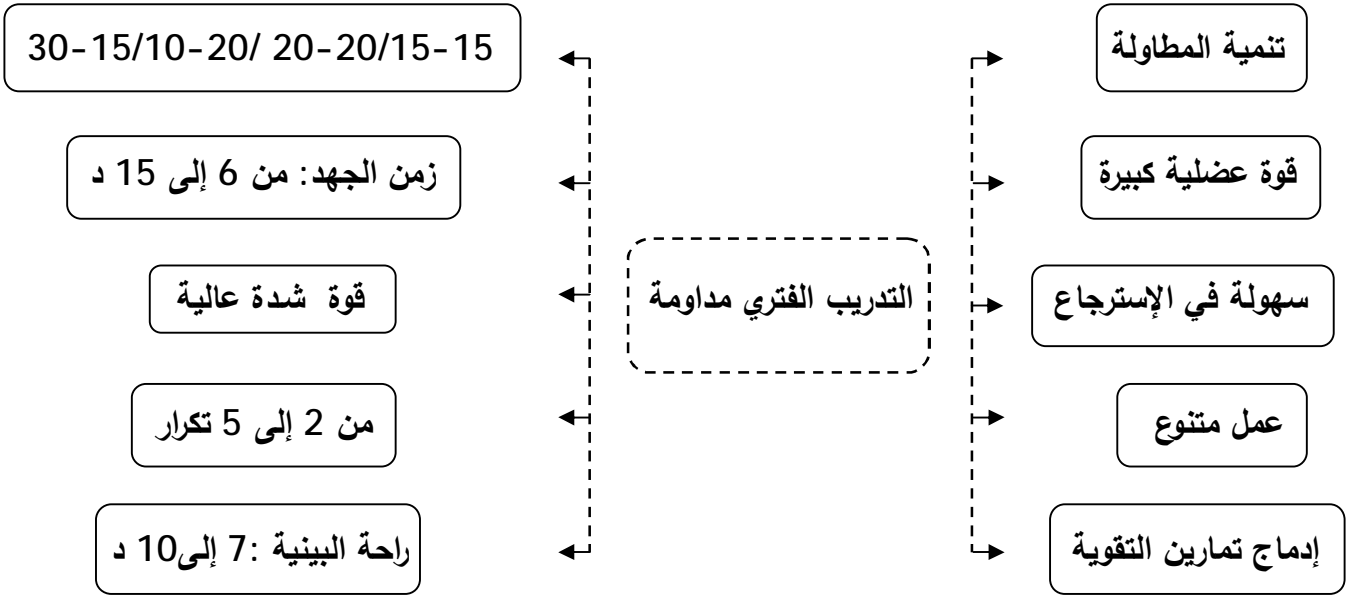 تنمية المطاولة
قوة عضلية كبيرة
سهولة في الإسترجاع
عمل متنوع
إدماج تمارين التقوية
التدريب الفتري مداومة
30-15/10-20/ 20-20/15-15
زمن الجهد: من 6 إلى 15 د
قوة شدة عالية
من 2 إلى 5 تكرار
راحة البينية :7 إلى10 د